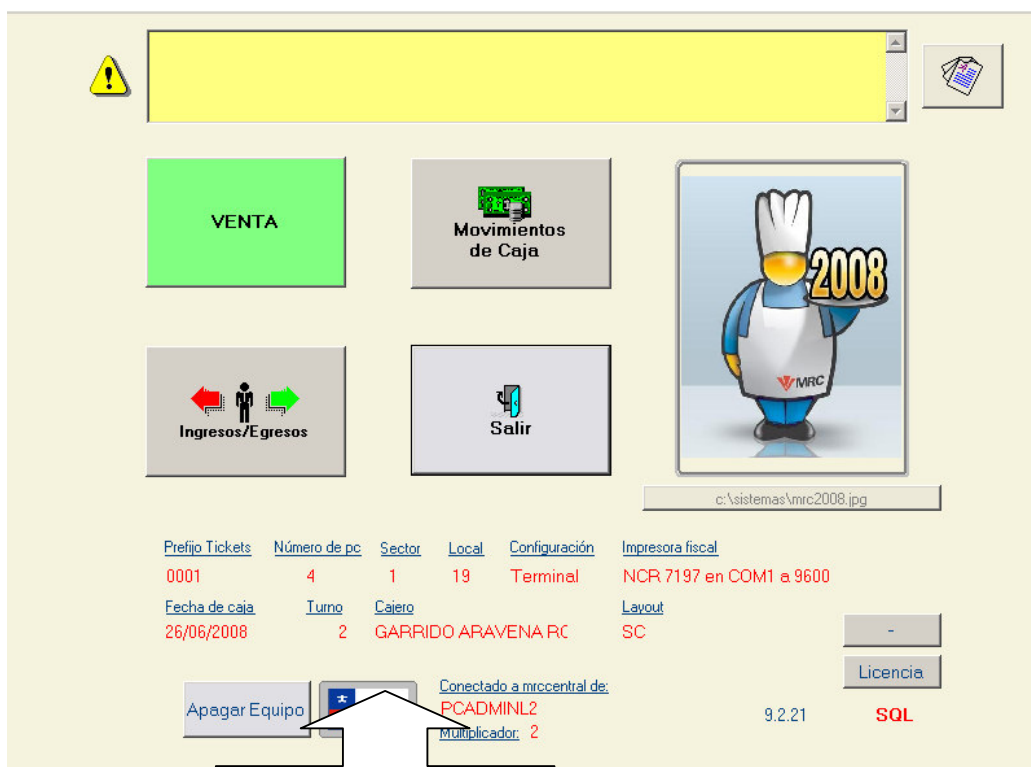 VENTA
Movimientos
de Caja
2008
MRC
Ingresos/Egresos
Salir
c:\sistemas\mrc2008.jpg
Prefijo Tickets Número de pc Sector Local Configuración Impresora fiscal
0001 4 1 19 Terminal NCR 7197 en COM1 a 9600
Fecha de caja Turno Cajero Layout
26/06/2008 2 GARRIDO ARAVENA RC SC
-
Licencia
Apagar Equipo
Conectado a mrccentral de:
PCADMINL2
Multiplicador: 2
9.2.21 SQL